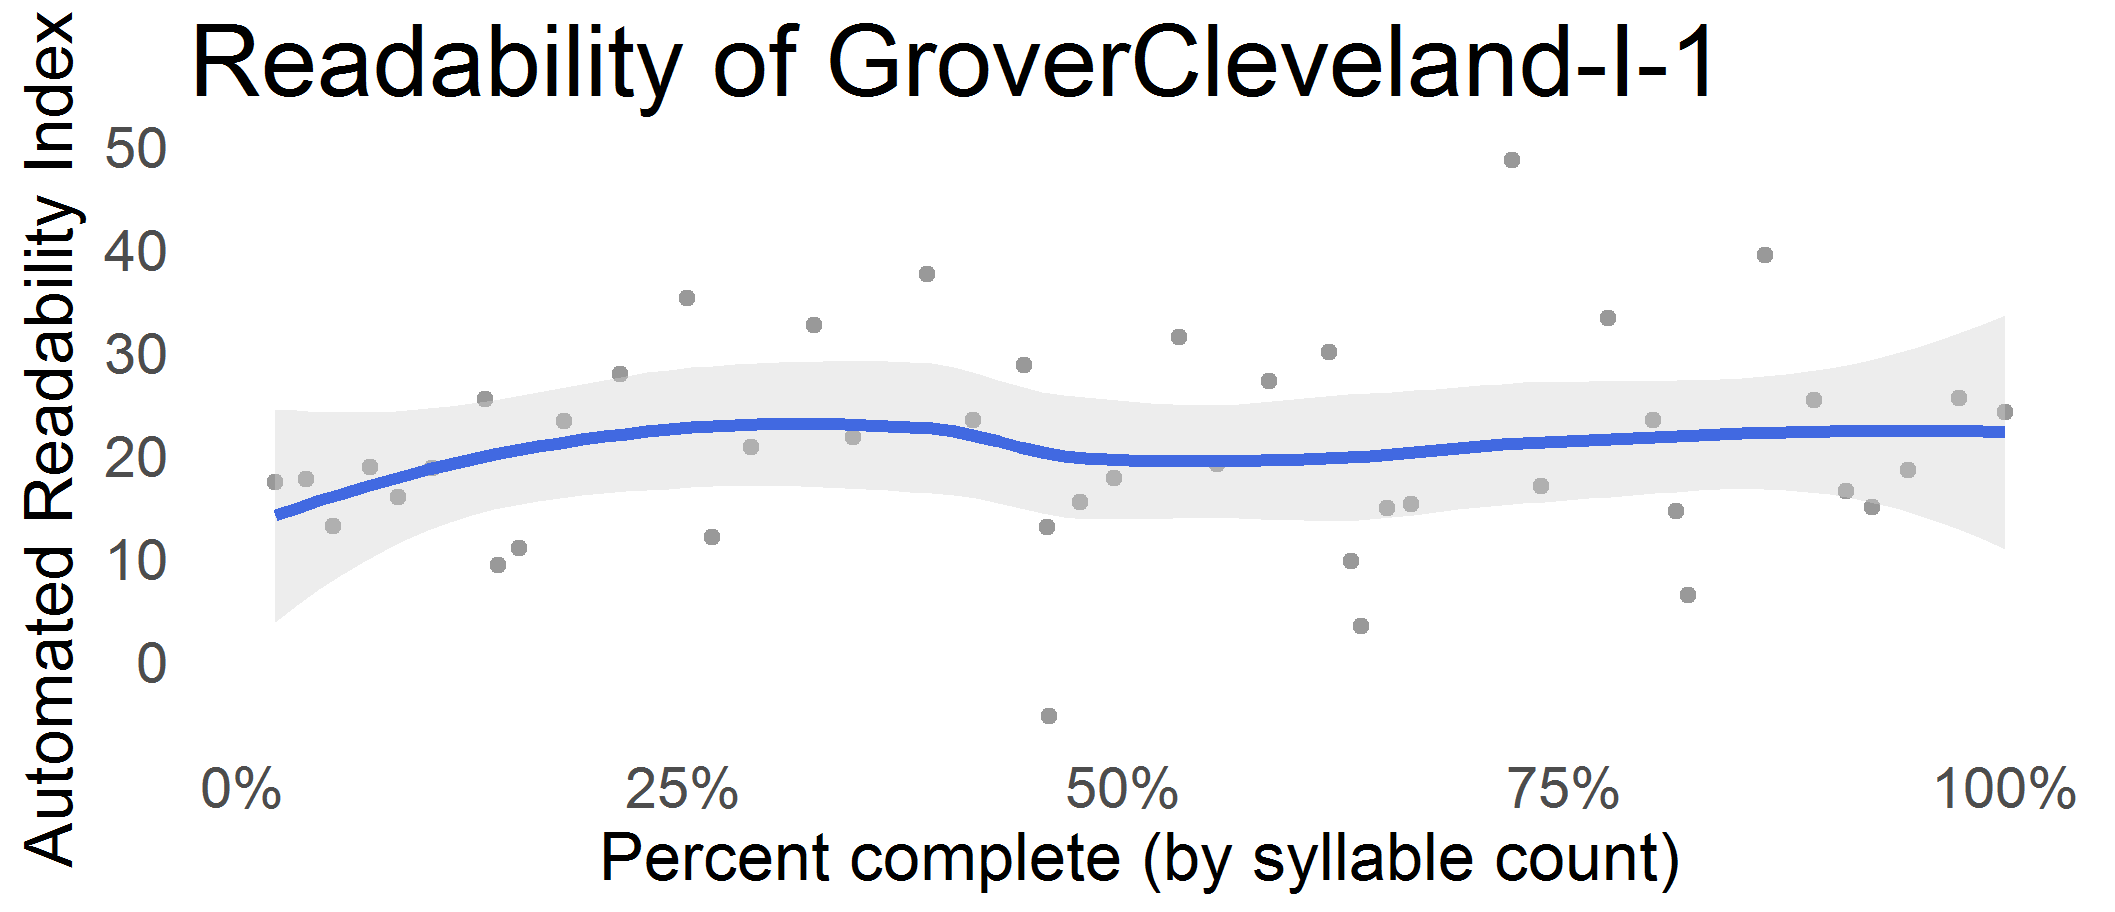 Readability of GroverCleveland-I-1
Automated Readability Index
50
40
30
20
10
0
0% 25% 50% 75% 100%
Percent complete (by syllable count)